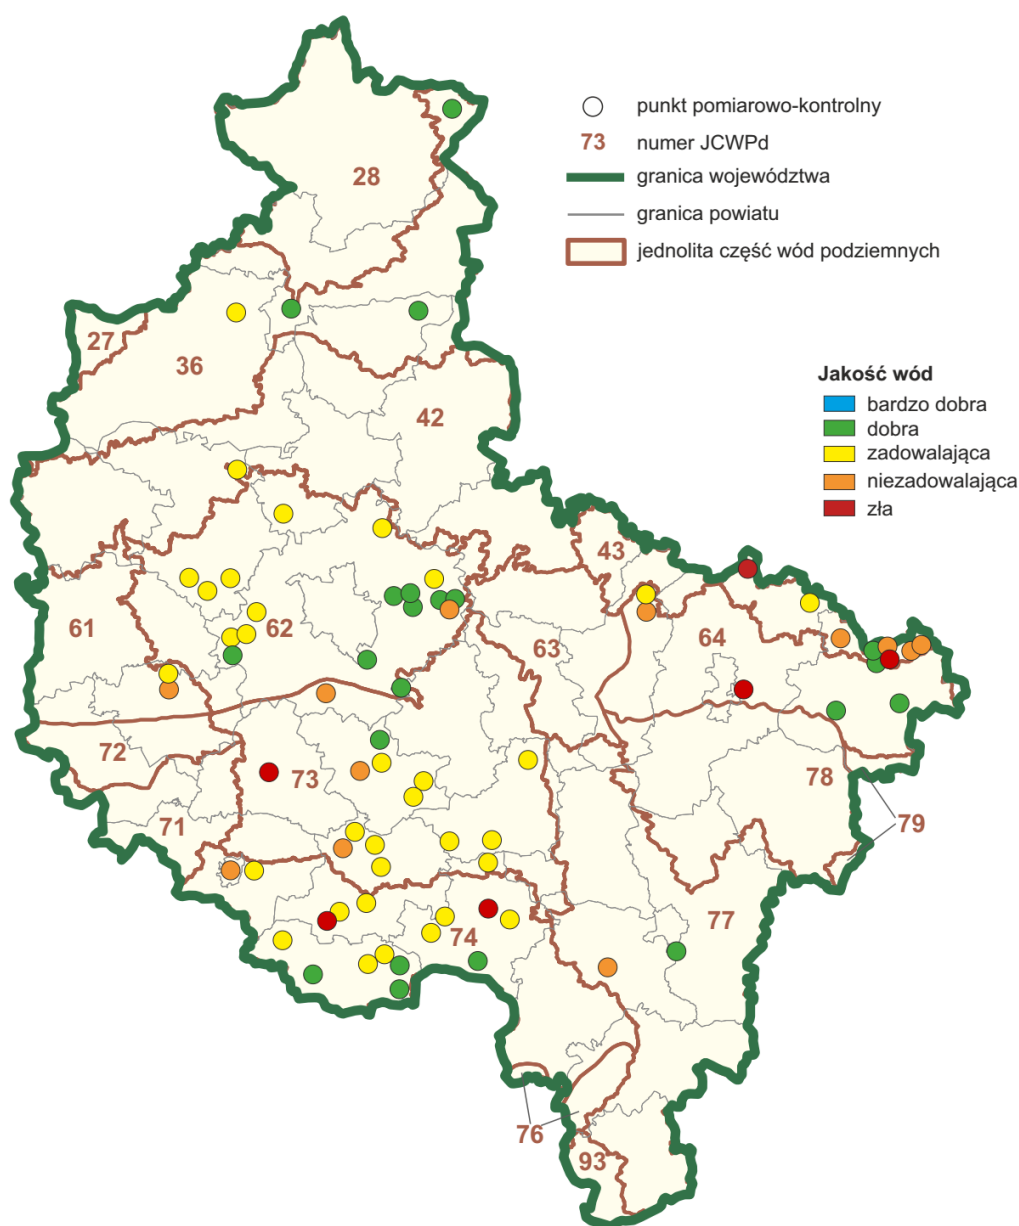 punkt pomiarowo-kontrolny
73 numer JCWPd
granica województwa
granica powiatu
jednolita część wód podziemnych
28
27
36
42
Jakość wód
bardzo dobra
dobra
zadowalająca
niezadowalająca
zła
43
61
62
63
64
72
73
78
71
79
77
74
76
93